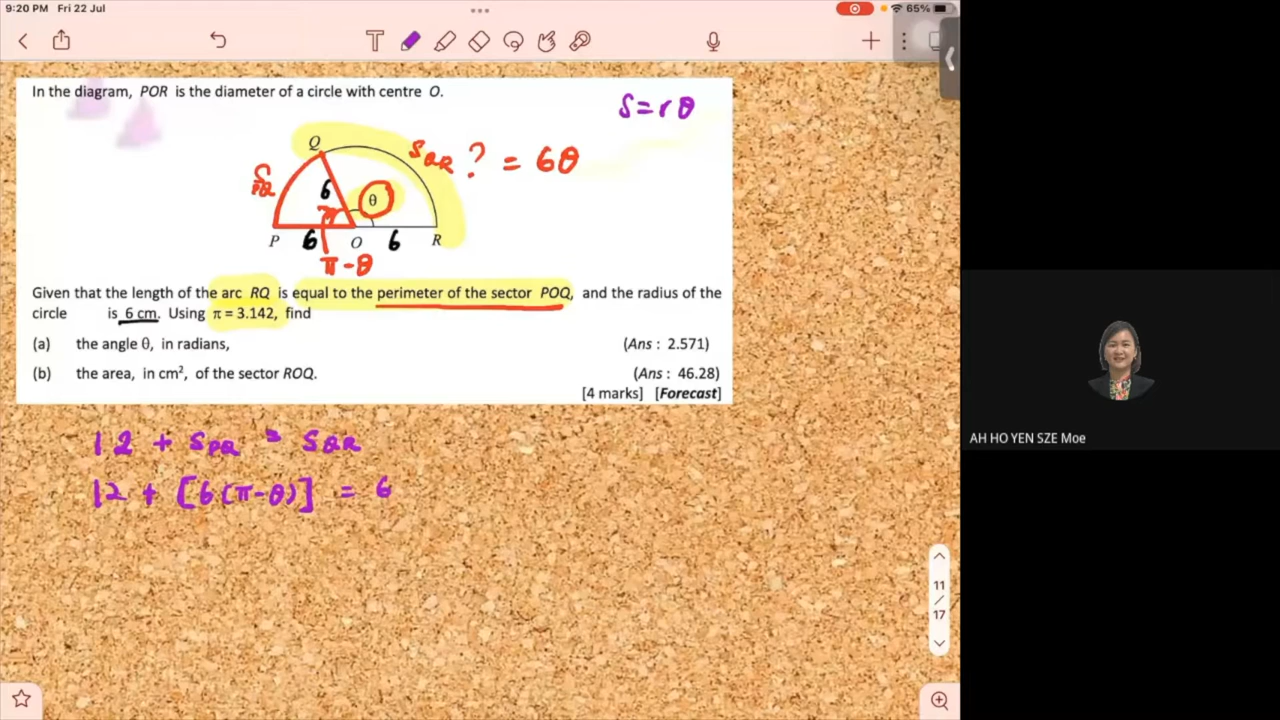 9:20 PM Fri 22 Jul
65%
In the diagram, POR is the diameter of a circle with centre O.
S = rθ
Q
S_QR ? = 6θ
S_PQ
6
θ
P
6
O
6
R
π - θ
Given that the length of the arc RQ is equal to the perimeter of the sector POQ, and the radius of the
circle is 6 cm. Using π = 3.142, find
(a) the angle θ, in radians, (Ans : 2.571)
(b) the area, in cm², of the sector ROQ. (Ans : 46.28)
[4 marks] [Forecast]
12 + S_PQ = S_QR
12 + [6(π-θ)] = 6
11
/
17
AH HO YEN SZE Moe